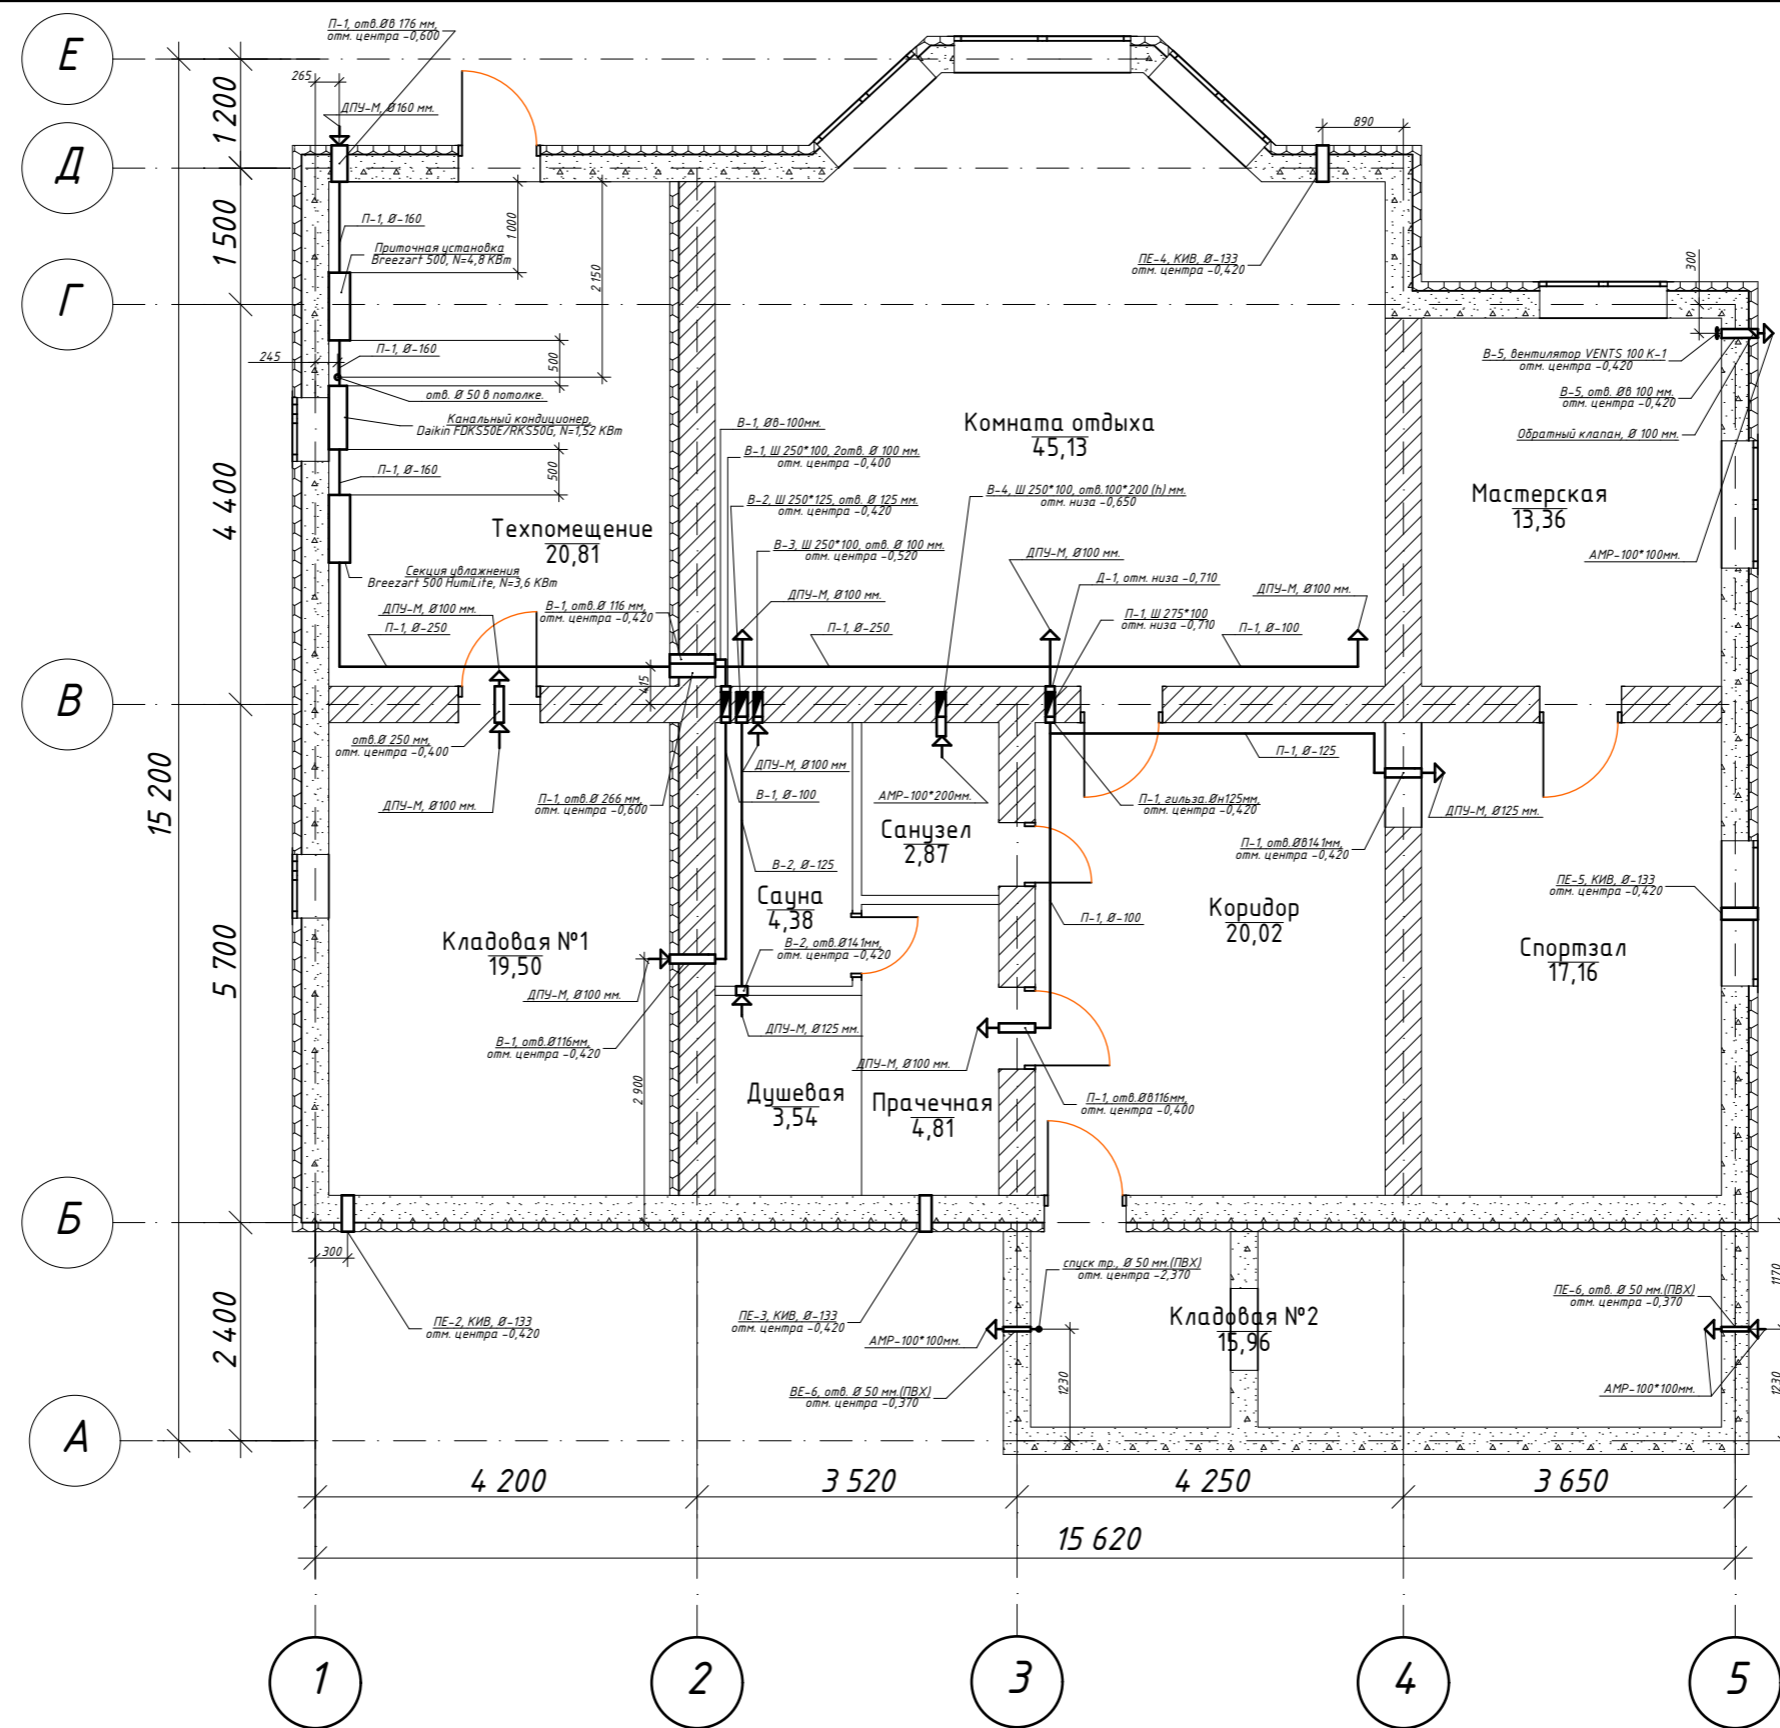 П-1, отв.Øв 176 мм,
отм. центра -0,600
Е
265
1 200
ДПУ-М, Ø160 мм.
890
Д
1 500
1 000
П-1, Ø-160
Приточная установка
Breezart 500, N=4,8 КВт
2 150
ПЕ-4, КИВ, Ø-133
отм. центра -0,420
300
Г
245
П-1, Ø-160
500
В-5, вентилятор VENTS 100 К-1
отм. центра -0,420
отв. Ø 50 в потолке.
В-5, отв. Øв 100 мм.
отм. центра -0,420
Канальный кондиционер,
Daikin FDKS50E/RKS50G, N=1,52 КВт
В-1, Øв-100мм.
Комната отдыха
45,13
Обратный клапан, Ø 100 мм.
В-1, Ш 250*100, 2отв. Ø 100 мм.
отм. центра -0,400
П-1, Ø-160
500
4 400
В-2, Ш 250*125, отв. Ø 125 мм.
отм. центра -0,420
В-4, Ш 250*100, отв.100*200 (h) мм.
отм. низа -0,650
Мастерская
13,36
Техпомещение
20,81
В-3, Ш 250*100, отв. Ø 100 мм.
отм. центра -0,520
ДПУ-М, Ø100 мм.
АМР-100*100мм.
Секция увлажнения
Breezart 500 HumiLite, N=3,6 КВт
Д-1, отм. низа -0,710
ДПУ-М, Ø100 мм.
ДПУ-М, Ø100 мм.
ДПУ-М, Ø100 мм.
В-1, отв.Ø 116 мм,
отм. центра -0,420
П-1, Ш 275*100
отм. низа -0,710
П-1, Ø-250
П-1, Ø-250
П-1, Ø-100
415
В
отв.Ø 250 мм,
отм. центра -0,400
П-1, Ø-125
ДПУ-М, Ø100 мм
ДПУ-М, Ø100 мм.
П-1, отв.Ø 266 мм,
отм. центра -0,600
В-1, Ø-100
АМР-100*200мм.
П-1, гильза.Øн125мм,
отм. центра -0,420
ДПУ-М, Ø125 мм.
15 200
Санузел
2,87
П-1, отв.Øв141мм,
отм. центра -0,420
В-2, Ø-125
ПЕ-5, КИВ, Ø-133
отм. центра -0,420
Сауна
4,38
П-1, Ø-100
Коридор
20,02
5 700
Кладовая №1
19,50
В-2, отв.Ø141мм,
отм. центра -0,420
Спортзал
17,16
ДПУ-М, Ø100 мм.
ДПУ-М, Ø125 мм.
В-1, отв.Ø116мм,
отм. центра -0,420
ДПУ-М, Ø100 мм.
2 900
Душевая
3,54
Прачечная
4,81
П-1, отв.Øв116мм,
отм. центра -0,400
Б
300
спуск тр., Ø 50 мм.(ПВХ)
отм. центра -2,370
1170
ПЕ-2, КИВ, Ø-133
отм. центра -0,420
ПЕ-3, КИВ, Ø-133
отм. центра -0,420
Кладовая №2
15,96
ПЕ-6, отв. Ø 50 мм.(ПВХ)
отм. центра -0,370
2 400
АМР-100*100мм.
ВЕ-6, отв. Ø 50 мм.(ПВХ)
отм. центра -0,370
1230
АМР-100*100мм.
1230
А
4 200
3 520
4 250
3 650
15 620
1
2
3
4
5